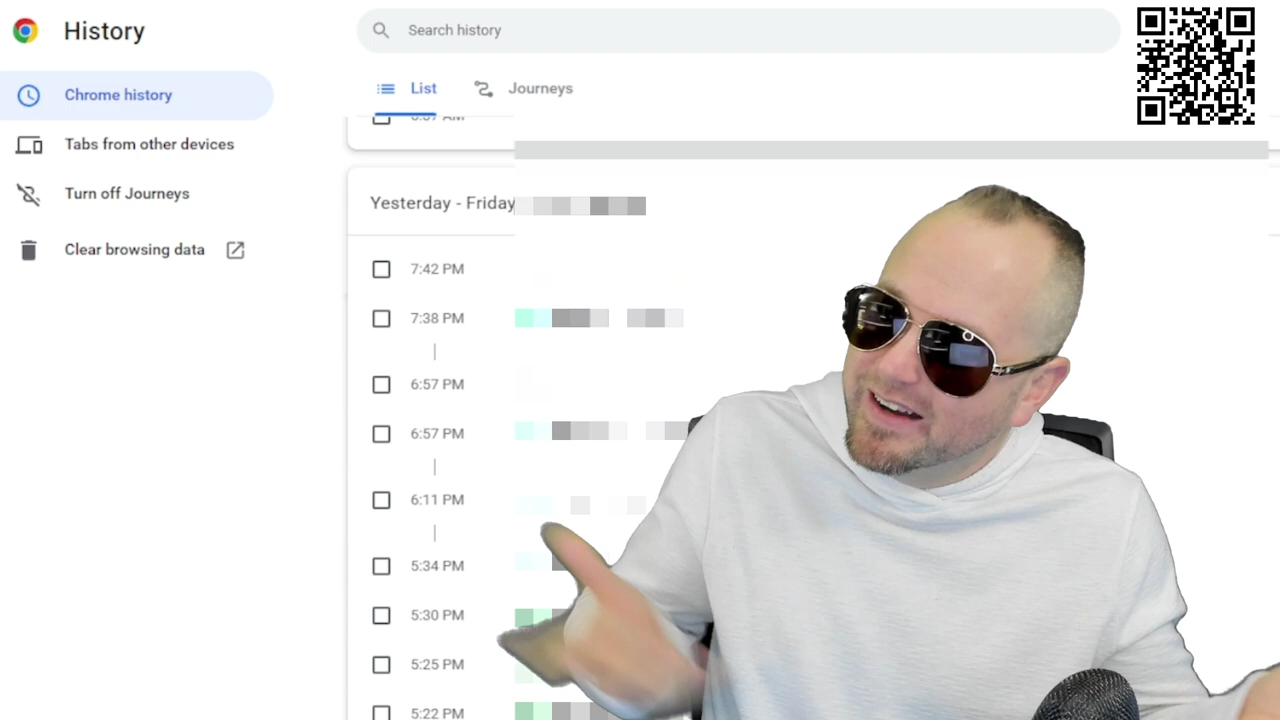 History
Search history
Chrome history
List
Journeys
Tabs from other devices
Turn off Journeys
Yesterday - Friday
Clear browsing data
7:42 PM
7:38 PM
6:57 PM
6:57 PM
6:11 PM
5:34 PM
5:30 PM
5:25 PM
5:22 PM